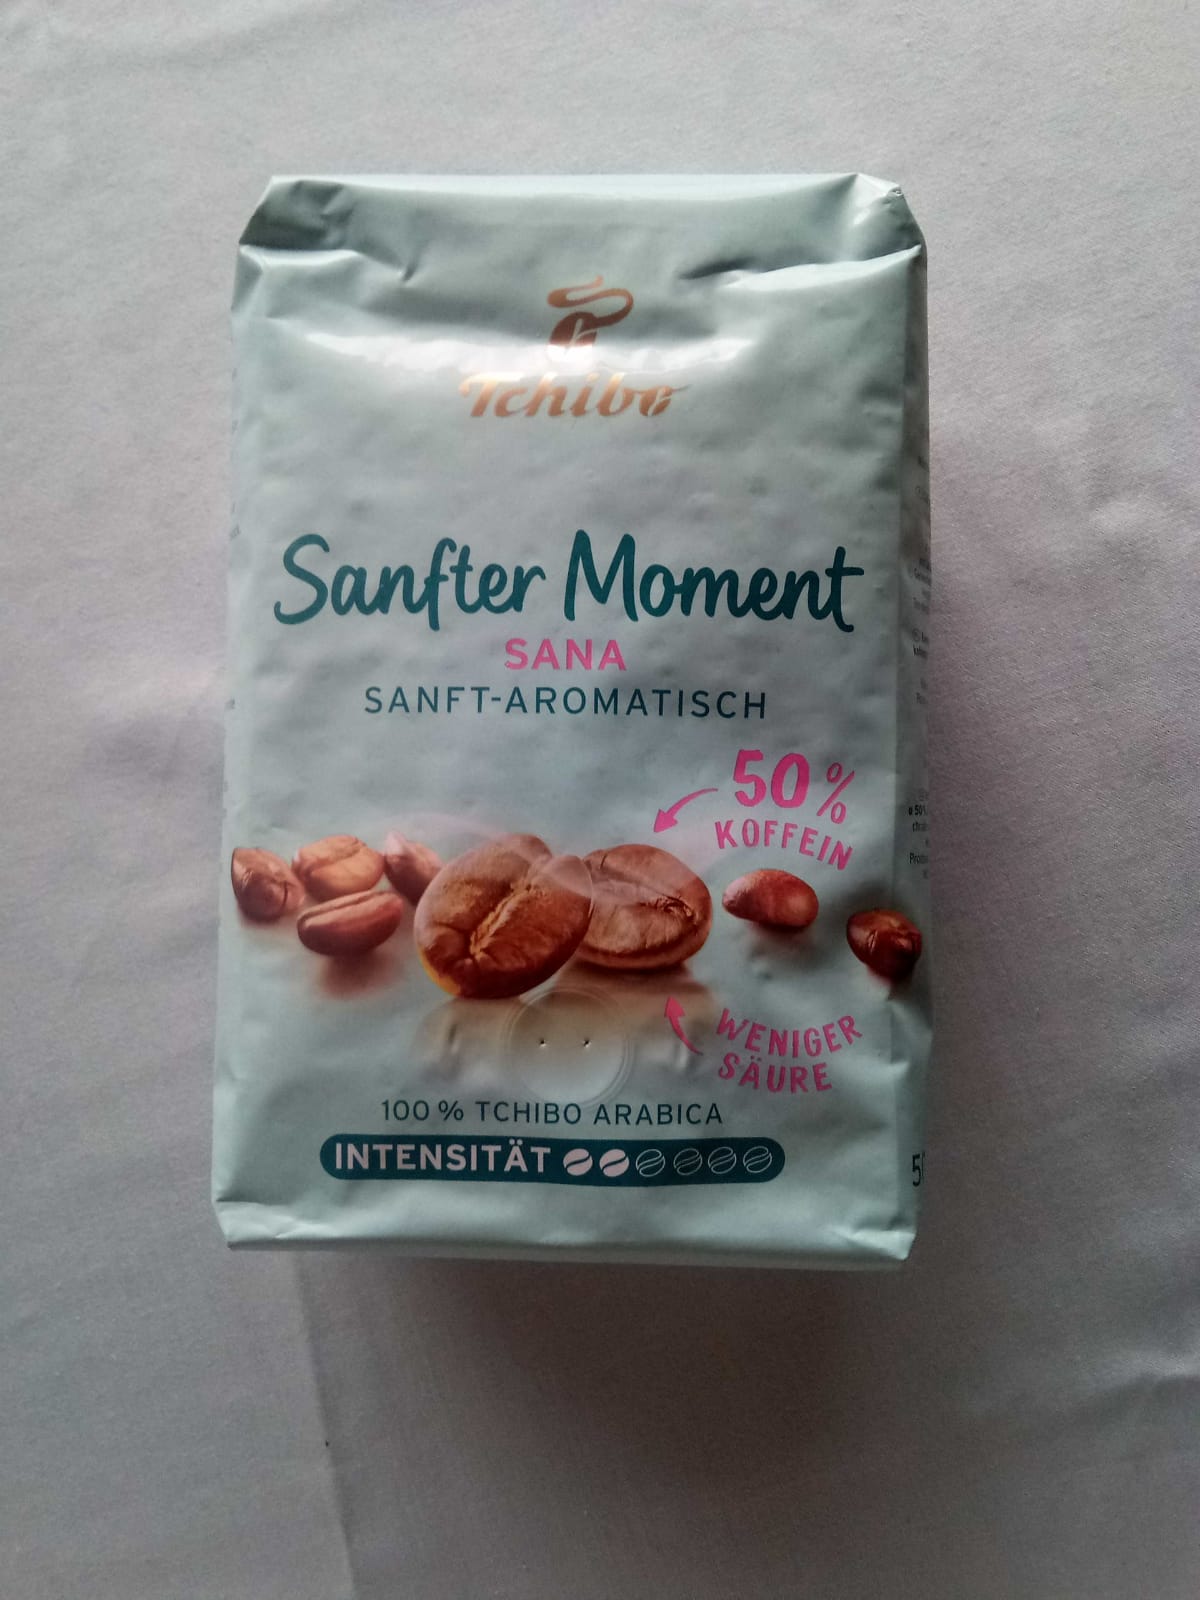 Tchibo
Sanfter Moment
SANA
SANFT-AROMATISCH
50 %
KOFFEIN
WENIGER
SÄURE
100 % TCHIBO ARABICA
INTENSITÄT